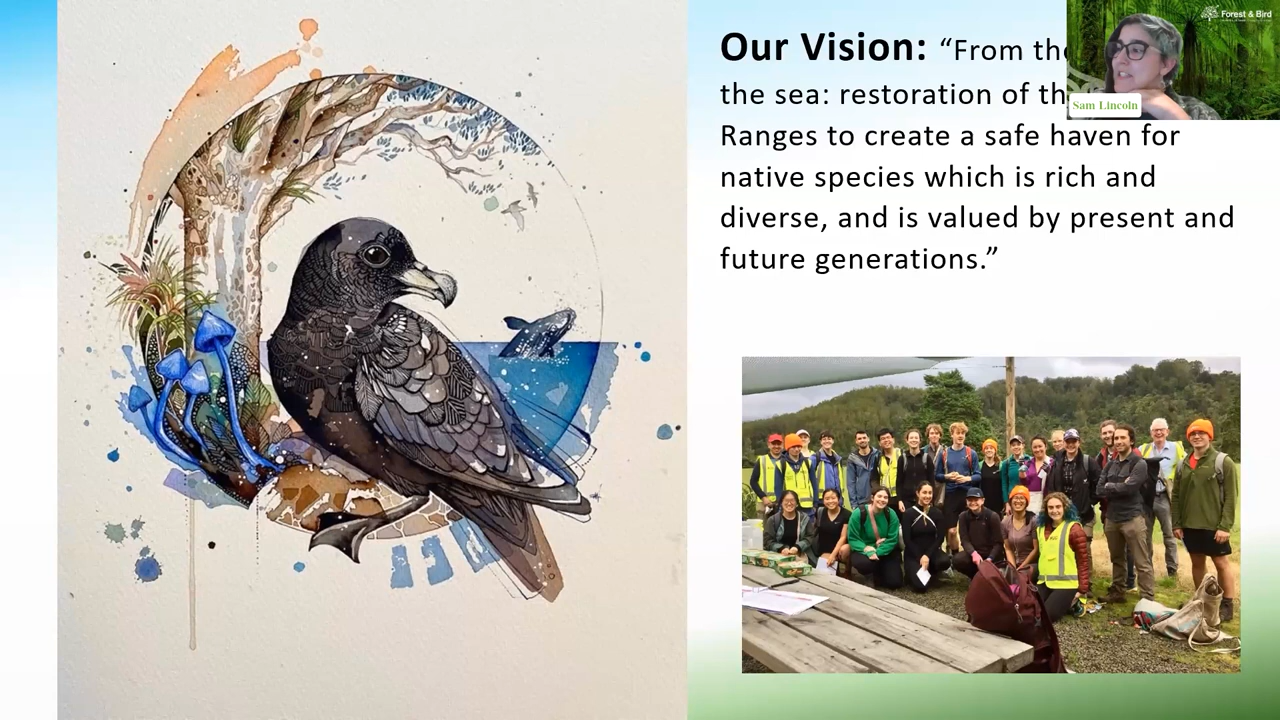 Our Vision: “From the
the sea: restoration of th
Ranges to create a safe haven for
native species which is rich and
diverse, and is valued by present and
future generations.”
Forest & Bird
Sam Lincoln